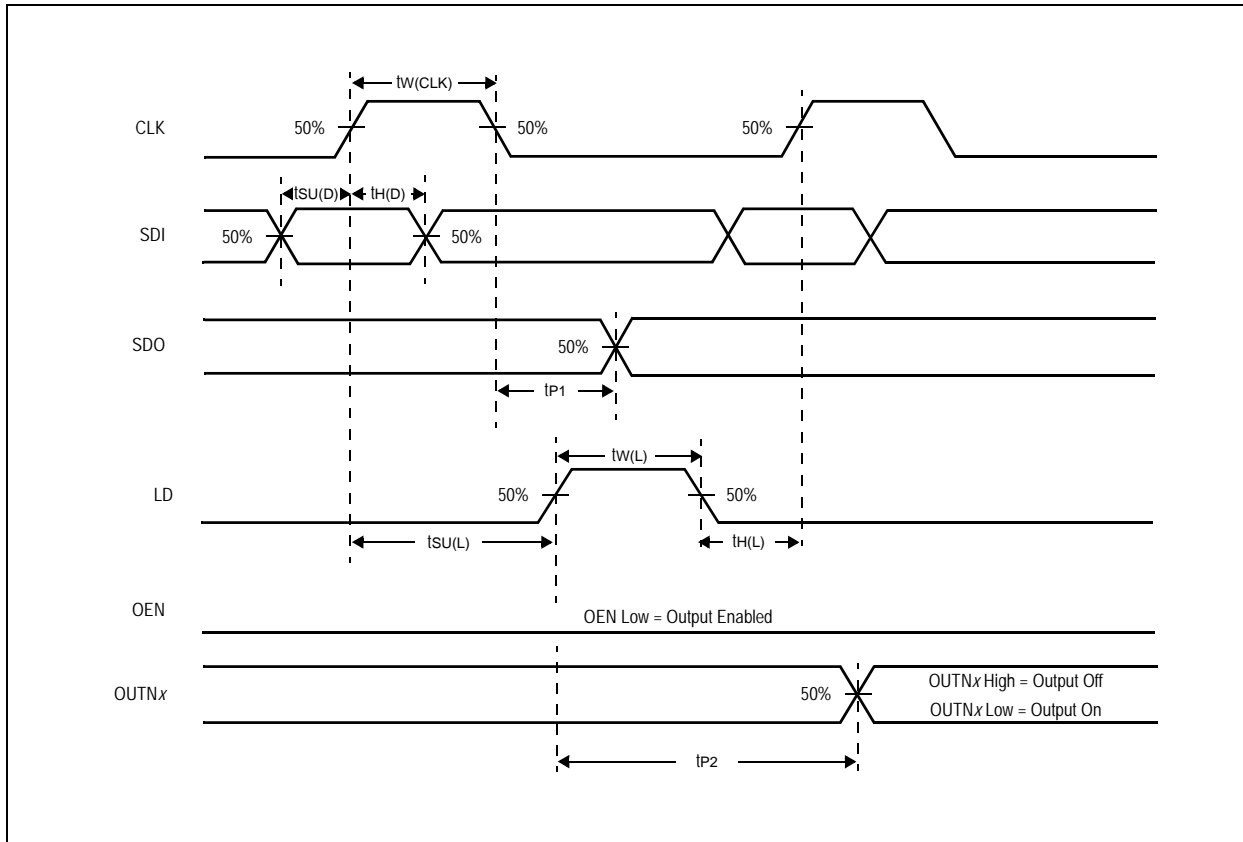 tW(CLK)
CLK
50%
50%
50%
tSU(D)
tH(D)
SDI
50%
50%
SDO
50%
tP1
tW(L)
LD
50%
50%
tSU(L)
tH(L)
OEN
OEN Low = Output Enabled
OUTNx
50%
OUTNx High = Output Off
OUTNx Low = Output On
tP2